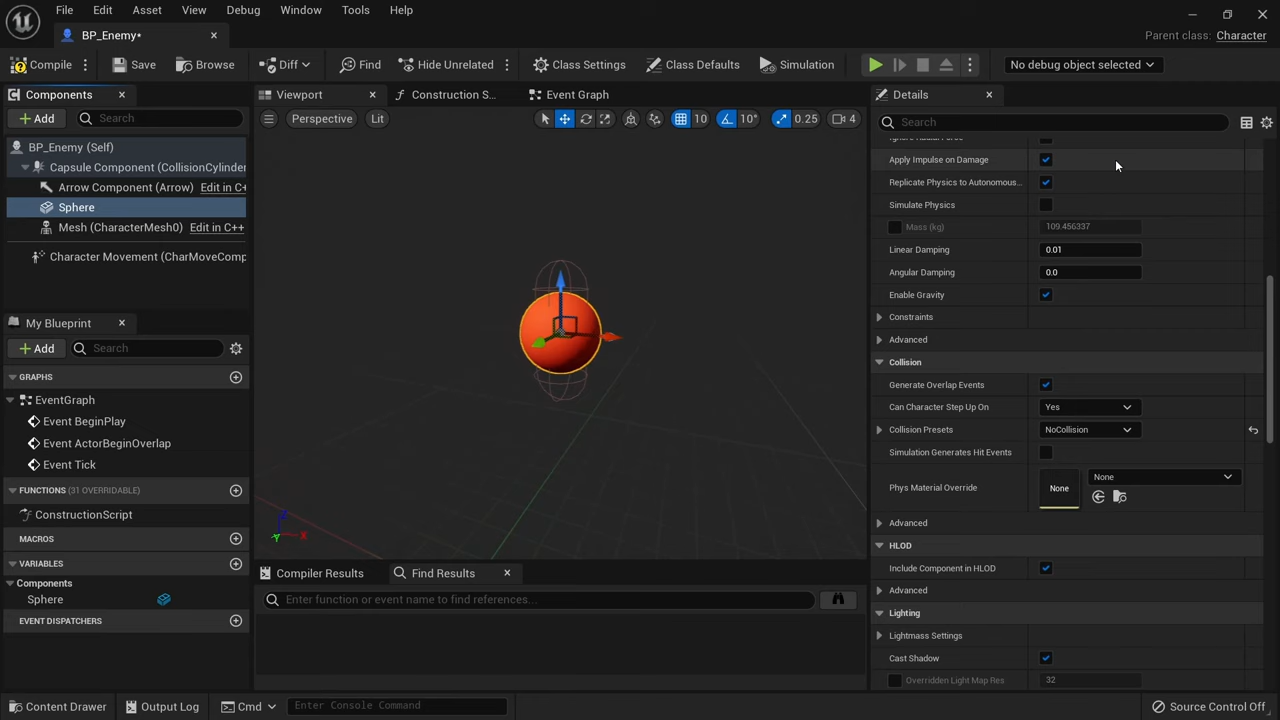 File Edit Asset View Debug Window Tools Help
BP_Enemy*
Parent class: Character
Compile Save Browse Diff Find Hide Unrelated Class Settings Class Defaults Simulation No debug object selected
Components
Add Search
BP_Enemy (Self)
Capsule Component (CollisionCylinder
Arrow Component (Arrow) Edit in C+
Sphere
Mesh (CharacterMesh0) Edit in C++
Character Movement (CharMoveComp
My Blueprint
Add Search
GRAPHS
EventGraph
Event BeginPlay
Event ActorBeginOverlap
Event Tick
FUNCTIONS (31 OVERRIDABLE)
ConstructionScript
MACROS
VARIABLES
Components
Sphere
EVENT DISPATCHERS
Viewport Construction S... Event Graph
Perspective Lit 10 10° 0.25 4
Z
X
Y
Compiler Results Find Results
Enter function or event name to find references...
Details
Search
Apply Impulse on Damage
Replicate Physics to Autonomous...
Simulate Physics
Mass (kg) 109.456337
Linear Damping 0.01
Angular Damping 0.0
Enable Gravity
Constraints
Advanced
Collision
Generate Overlap Events
Can Character Step Up On Yes
Collision Presets NoCollision
Simulation Generates Hit Events
Phys Material Override None None
Advanced
HLOD
Include Component in HLOD
Advanced
Lighting
Lightmass Settings
Cast Shadow
Overridden Light Map Res 32
Content Drawer Output Log Cmd Enter Console Command Source Control Off